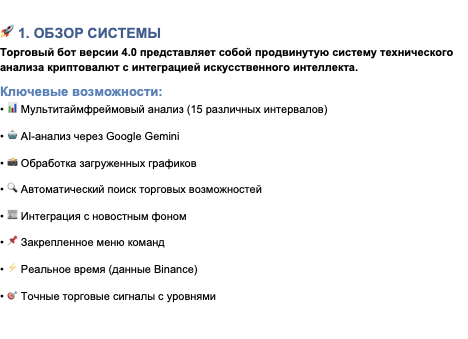 🚀 1. ОБЗОР СИСТЕМЫ
Торговый бот версии 4.0 представляет собой продвинутую систему технического
анализа криптовалют с интеграцией искусственного интеллекта.
Ключевые возможности:
• 📊 Мультитаймфреймовый анализ (15 различных интервалов)
• 🤖 AI-анализ через Google Gemini
• 📸 Обработка загруженных графиков
• 🔍 Автоматический поиск торговых возможностей
• 📰 Интеграция с новостным фоном
• 📌 Закрепленное меню команд
• ⚡ Реальное время (данные Binance)
• 🎯 Точные торговые сигналы с уровнями